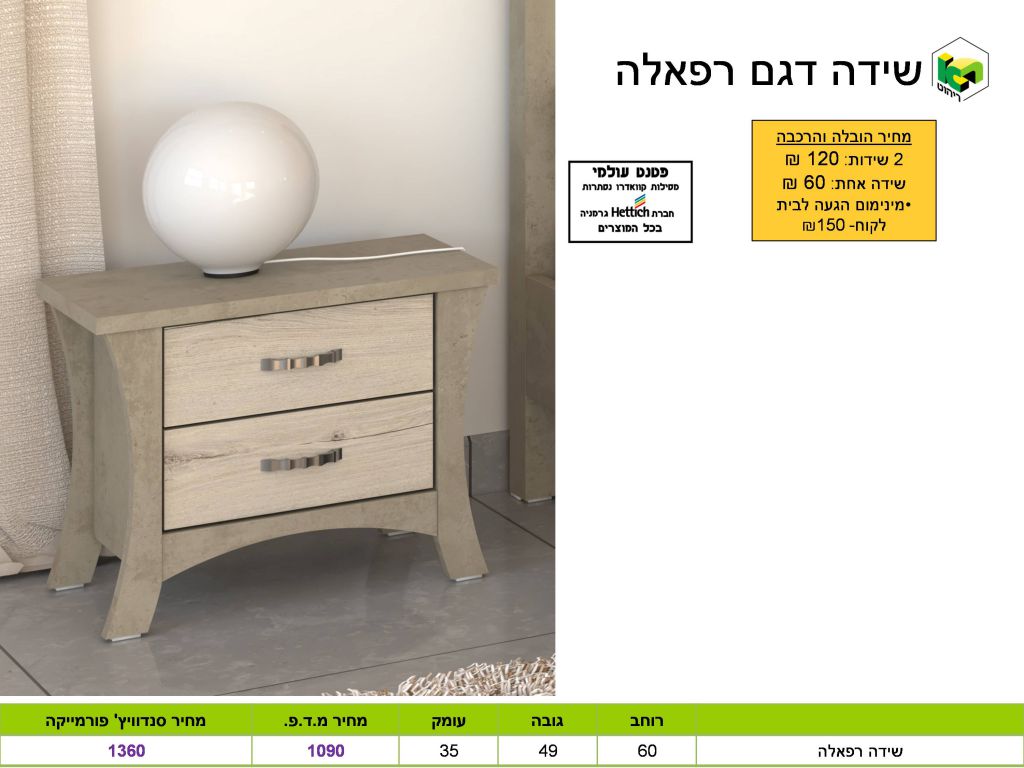 שידה דגם רפאלה
ריהוט
מחיר הובלה והרכבה
2 שידות: 120 ₪
שידה אחת: 60 ₪
•מינימום הגעה לבית
לקוח- 150₪
פטנט עולמי
מסילות קוואדרו נסתרות
חברת Hettich גרמניה
בכל המוצרים
רוחב גובה עומק מחיר מ.ד.פ. מחיר סנדוויץ' פורמייקה
שידה רפאלה 60 49 35 1090 1360